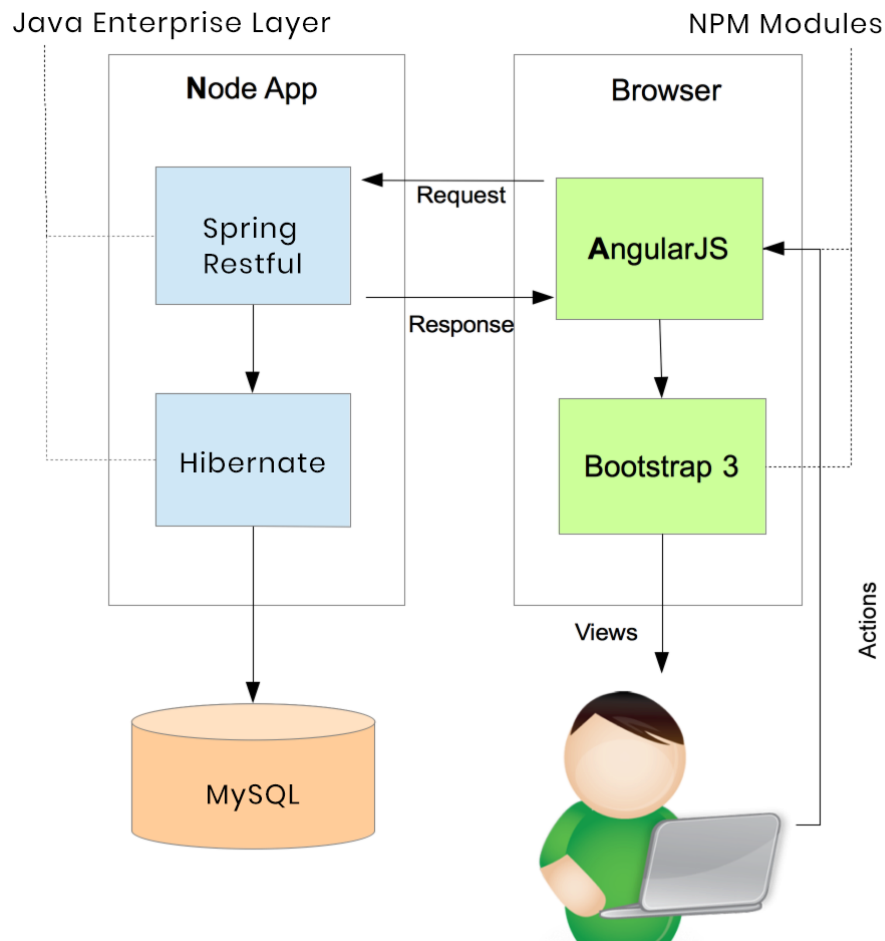 Java Enterprise Layer
NPM Modules
Node App
Browser
Spring
Restful
Request
Response
AngularJS
Hibernate
Bootstrap 3
Views
Actions
MySQL